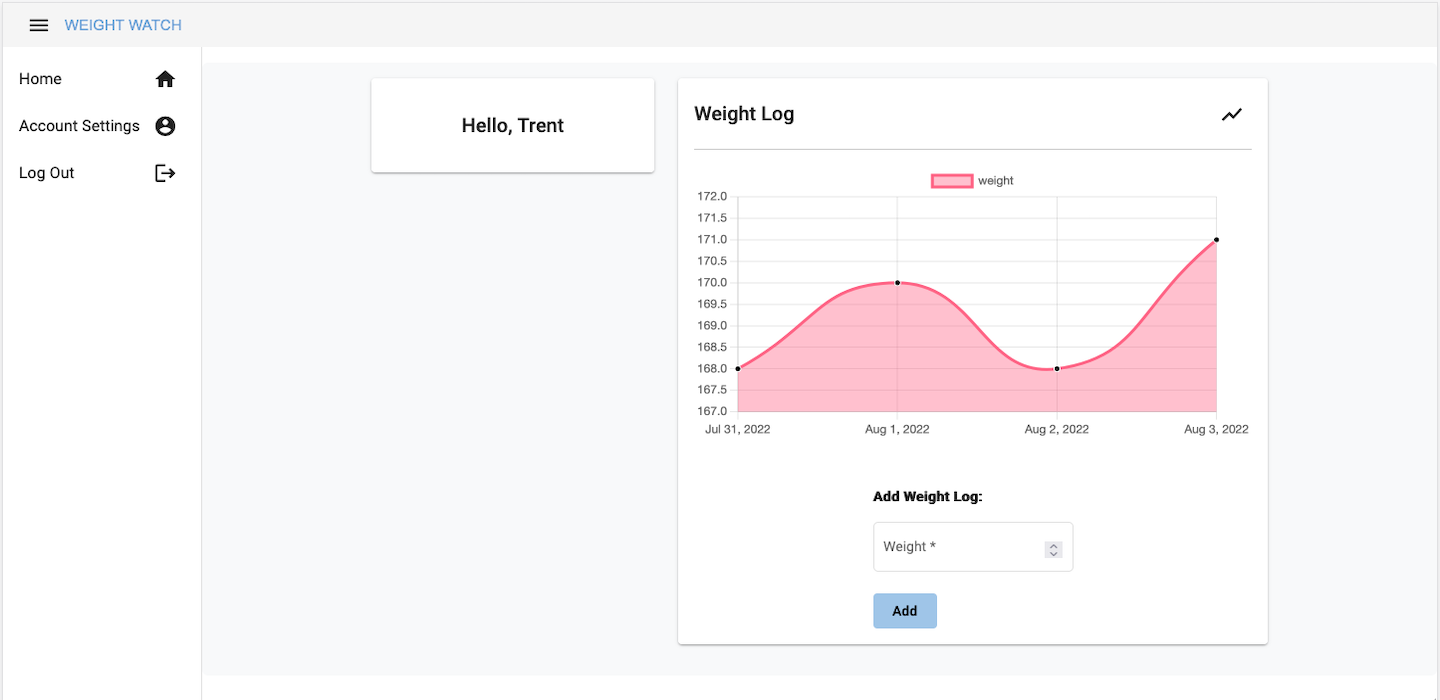 WEIGHT WATCH
Home
Account Settings
Log Out
Hello, Trent
Weight Log
weight
172.0
171.5
171.0
170.5
170.0
169.5
169.0
168.5
168.0
167.5
167.0
Jul 31, 2022 Aug 1, 2022 Aug 2, 2022 Aug 3, 2022
Add Weight Log:
Weight *
Add